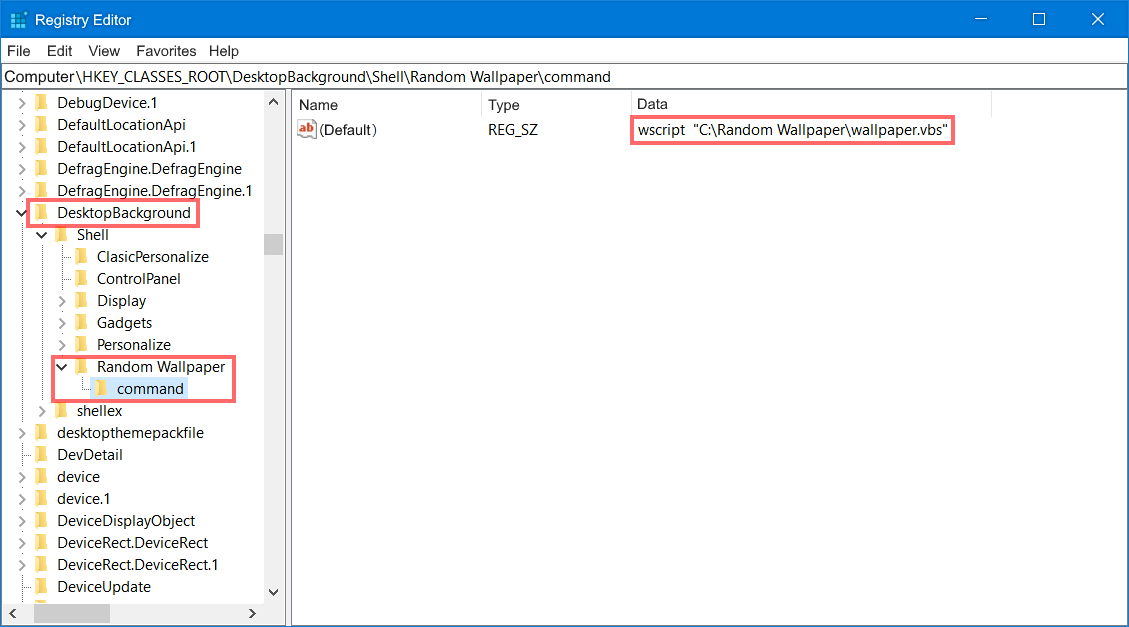 Registry Editor
File Edit View Favorites Help
Computer\HKEY_CLASSES_ROOT\DesktopBackground\Shell\Random Wallpaper\command
DebugDevice.1
DefaultLocationApi
DefaultLocationApi.1
DefragEngine.DefragEngine
DefragEngine.DefragEngine.1
DesktopBackground
Shell
ClasicPersonalize
ControlPanel
Display
Gadgets
Personalize
Random Wallpaper
command
shellex
desktopthemepackfile
DevDetail
device
device.1
DeviceDisplayObject
DeviceRect.DeviceRect
DeviceRect.DeviceRect.1
DeviceUpdate
Name Type Data
ab (Default) REG_SZ wscript "C:\Random Wallpaper\wallpaper.vbs"